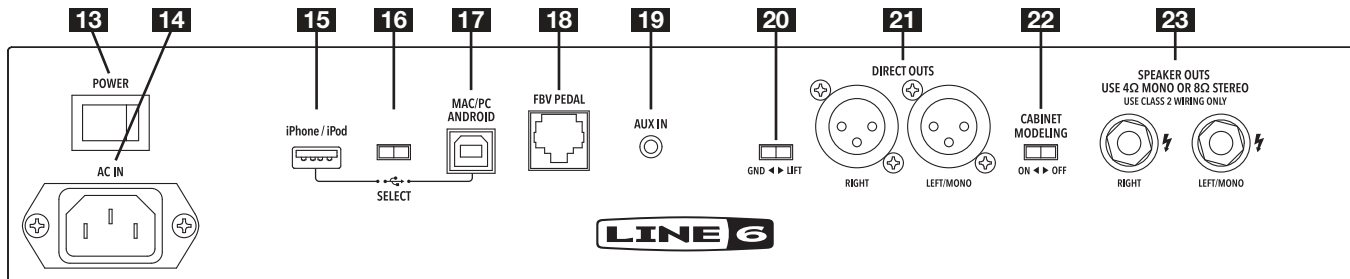 13 14 15 16 17 18 19 20 21 22 23
POWER
AC IN
iPhone / iPod
SELECT
MAC/PC
ANDROID
FBV PEDAL
AUX IN
GND ◄ ► LIFT
DIRECT OUTS
RIGHT LEFT/MONO
CABINET
MODELING
ON ◄ ► OFF
SPEAKER OUTS
USE 4Ω MONO OR 8Ω STEREO
USE CLASS 2 WIRING ONLY
RIGHT LEFT/MONO
LINE 6